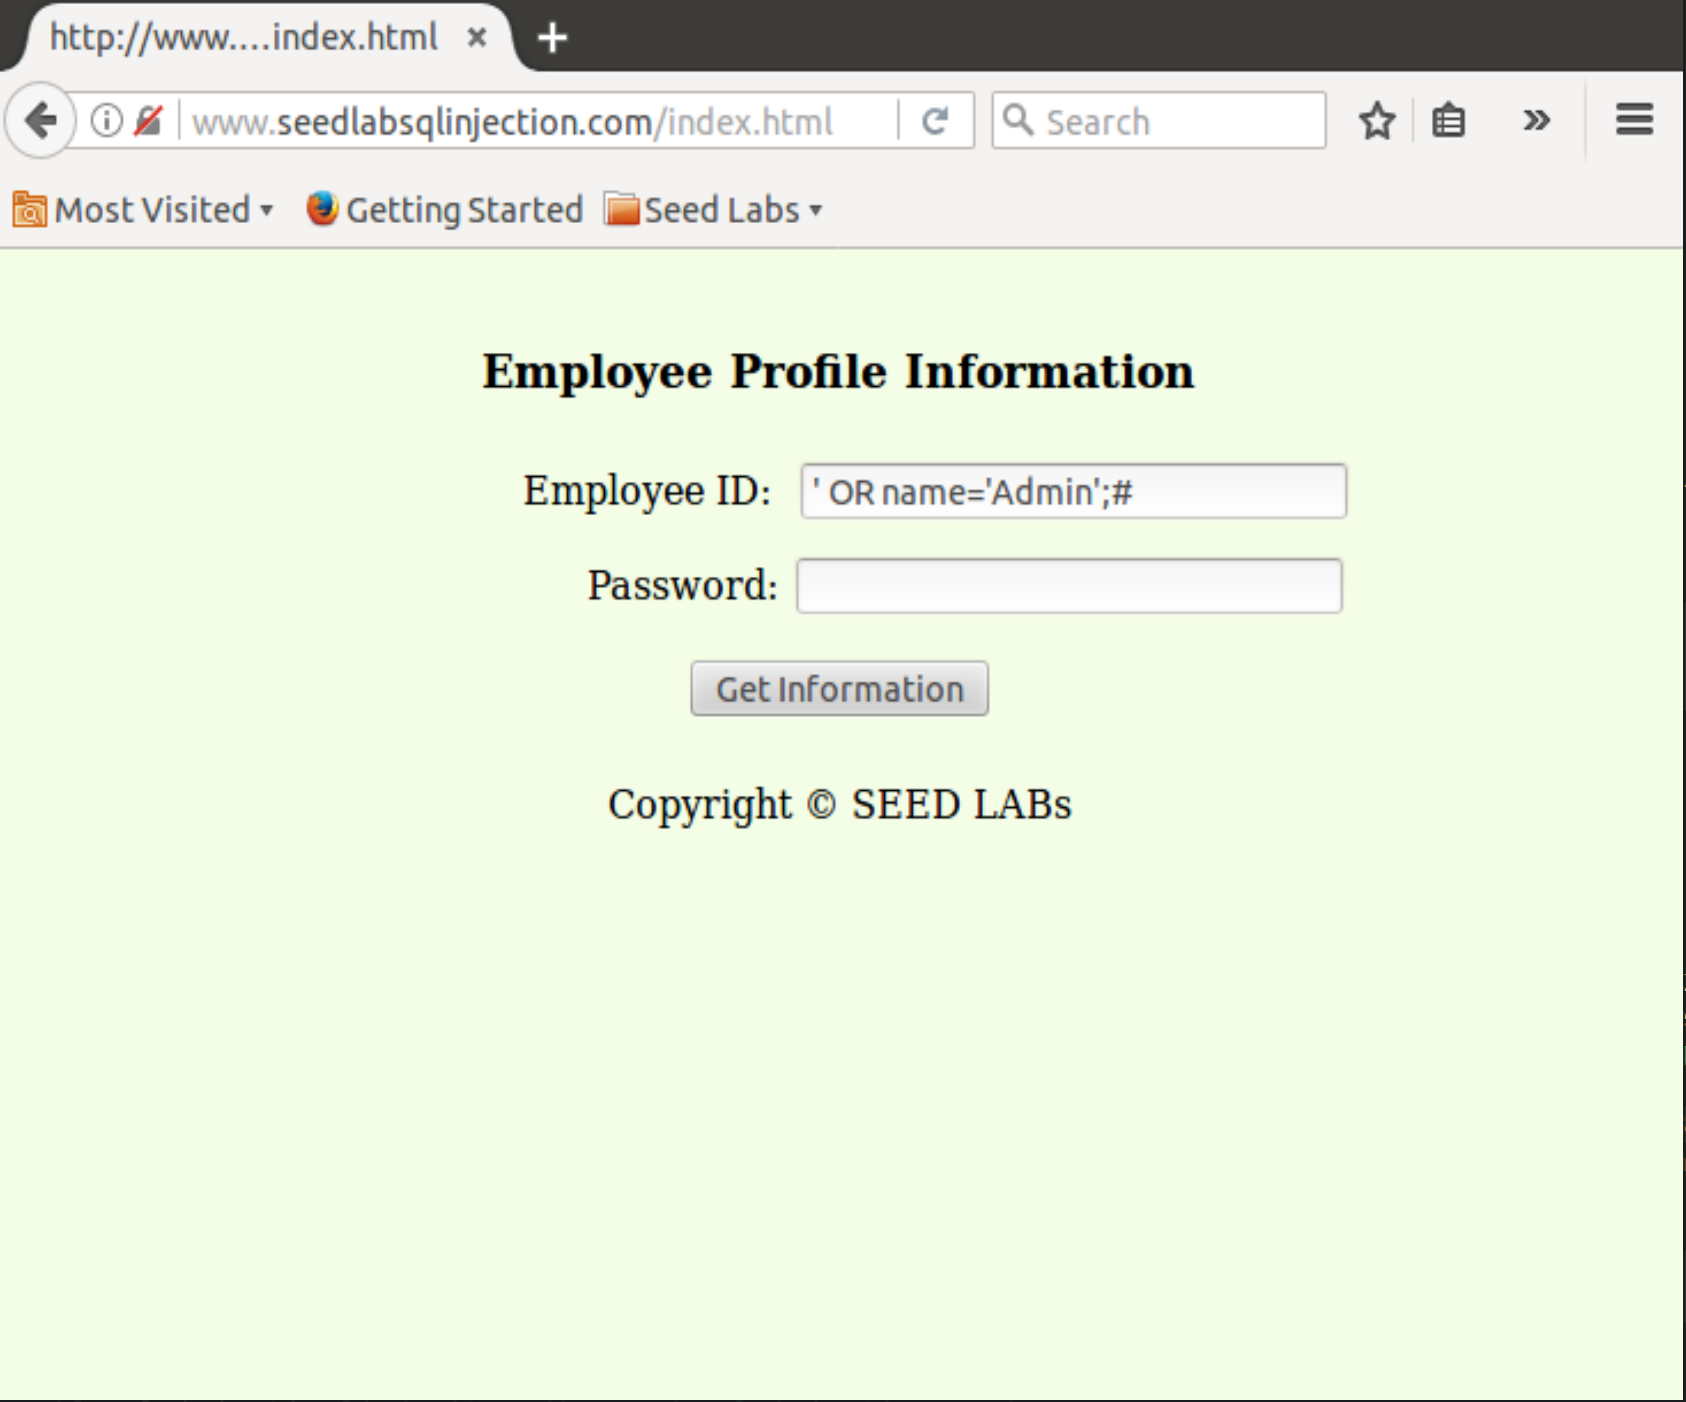 http://www....index.html
www.seedlabsqlinjection.com/index.html Search
Most Visited Getting Started Seed Labs
Employee Profile Information
Employee ID: ' OR name='Admin';#
Password:
Get Information
Copyright © SEED LABs